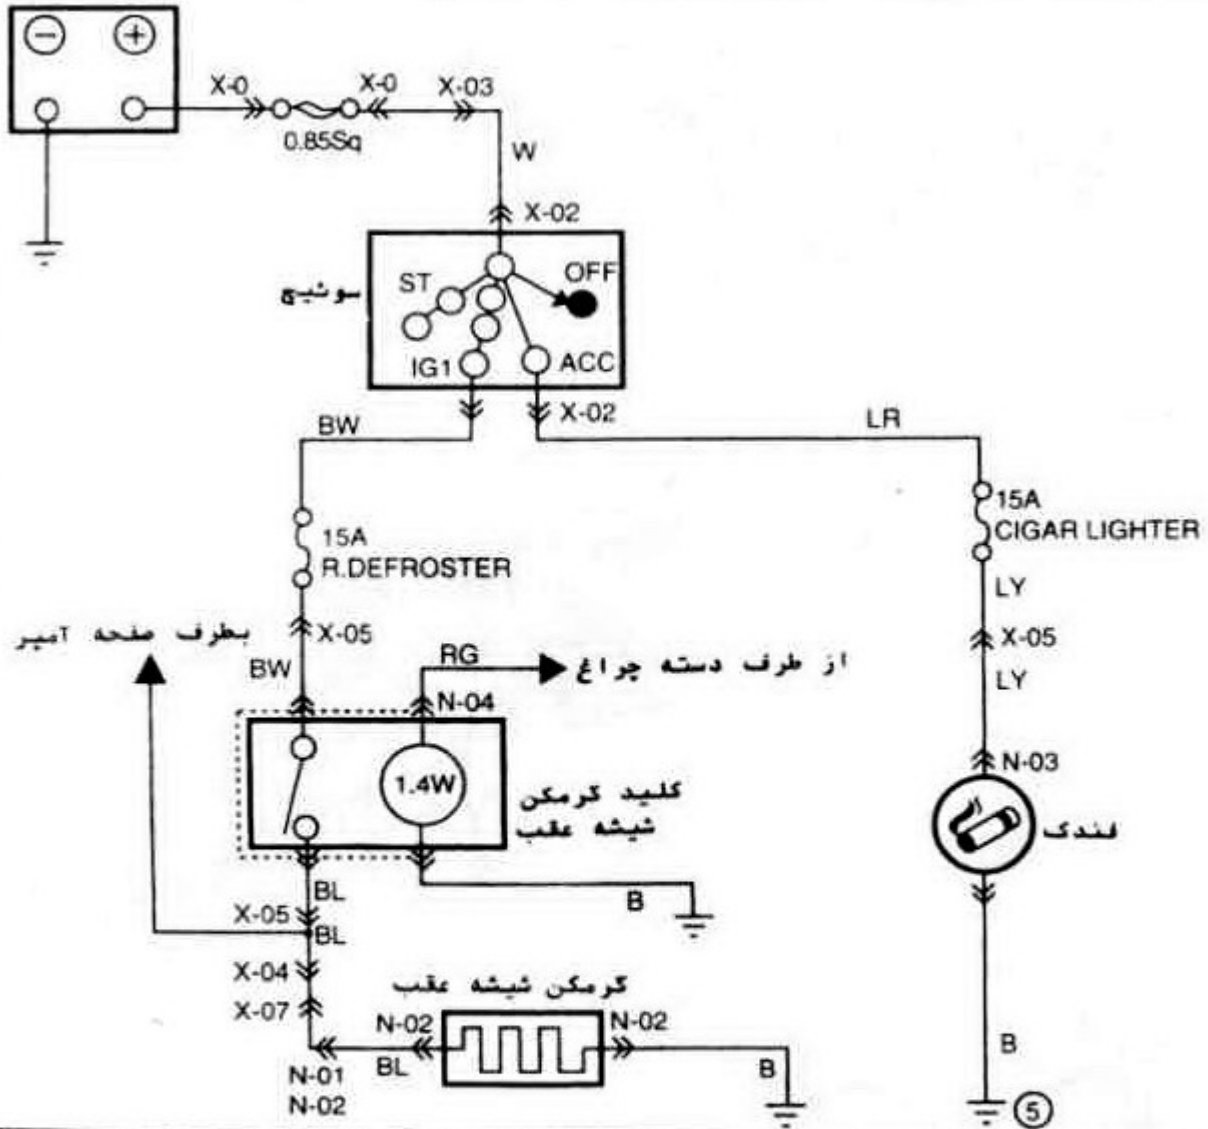 − +
X-0 X-0 X-03
0.85Sq
W
X-02
ST OFF
سوئیچ
IG1 ACC
X-02
BW LR
15A
R.DEFROSTER
15A
CIGAR LIGHTER
LY
X-05
بطرف صفحه آمپر
X-05
RG
از طرف دسته چراغ
LY
BW
N-04
N-03
1.4W
کلید گرمکن
شیشه عقب
فندک
BL
B
X-05
BL
X-04
گرمکن شیشه عقب
X-07
N-02 N-02
BL
B
B
N-01
N-02
5